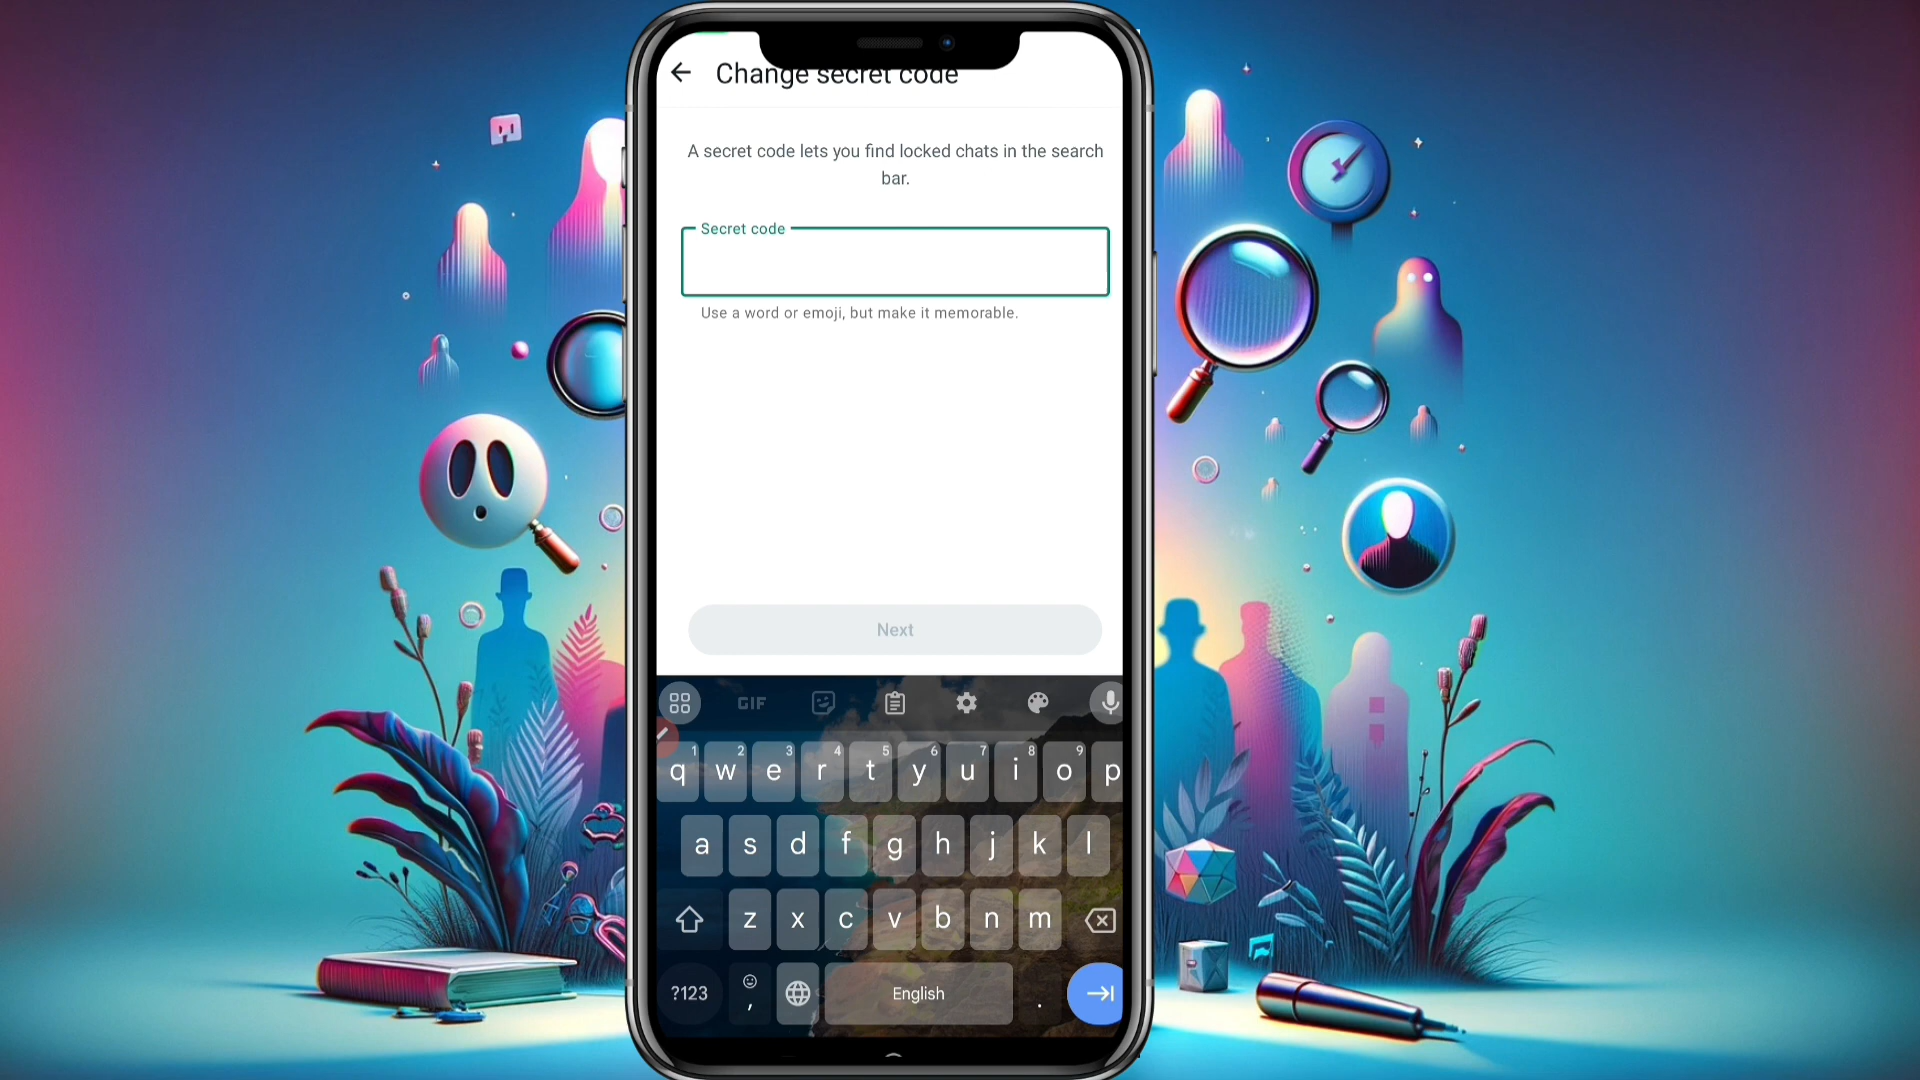 Change secret code
A secret code lets you find locked chats in the search
bar.
Secret code
Use a word or emoji, but make it memorable.
Next
GIF
1 2 3 4 5 6 7 8 9
q w e r t y u i o p
a s d f g h j k l
z x c v b n m
?123 , English .